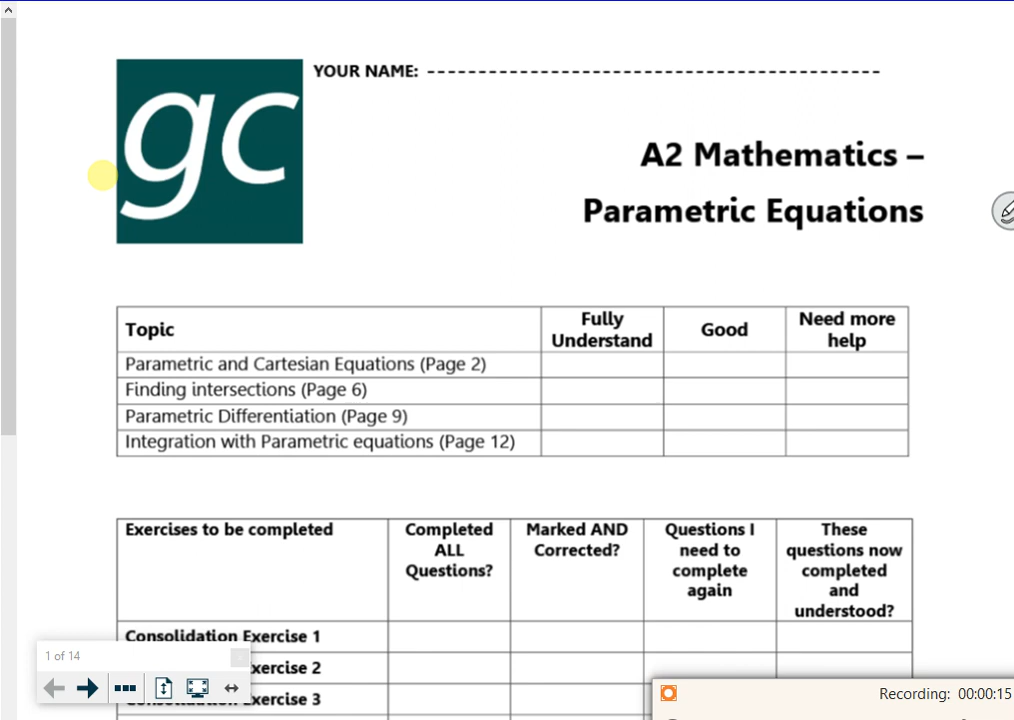 gc
YOUR NAME: -------------------------------------------
A2 Mathematics –
Parametric Equations
Topic
Fully
Understand
Good
Need more
help
Parametric and Cartesian Equations (Page 2)
Finding intersections (Page 6)
Parametric Differentiation (Page 9)
Integration with Parametric equations (Page 12)
Exercises to be completed
Completed
ALL
Questions?
Marked AND
Corrected?
Questions I
need to
complete
again
These
questions now
completed
and
understood?
Consolidation Exercise 1
xercise 2
xercise 3
1 of 14
Recording: 00:00:15